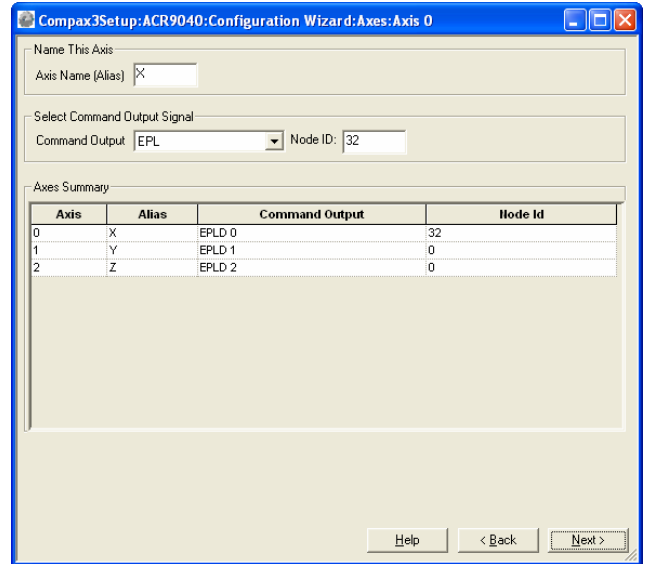 Compax3Setup:ACR9040:Configuration Wizard:Axes:Axis 0
Name This Axis
Axis Name (Alias) X
Select Command Output Signal
Command Output EPL Node ID: 32
Axes Summary
Axis Alias Command Output Node Id
0 X EPLD 0 32
1 Y EPLD 1 0
2 Z EPLD 2 0
Help < Back Next >